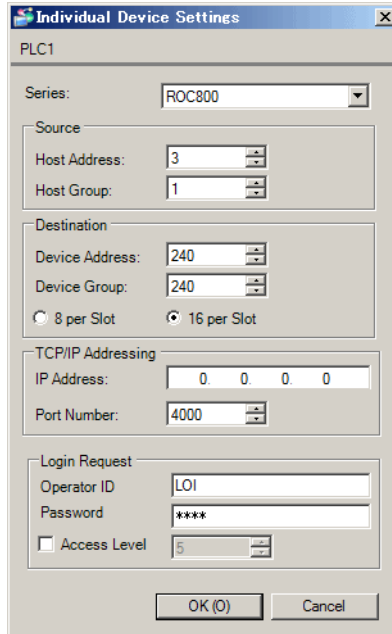 Individual Device Settings
PLC1
Series: ROC800
Source
Host Address: 3
Host Group: 1
Destination
Device Address: 240
Device Group: 240
8 per Slot 16 per Slot
TCP/IP Addressing
IP Address: 0. 0. 0. 0
Port Number: 4000
Login Request
Operator ID LOI
Password ****
Access Level 5
OK (O) Cancel